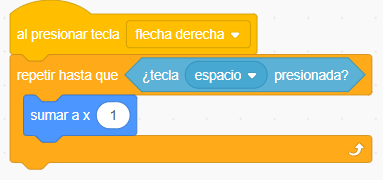 al presionar tecla flecha derecha
repetir hasta que ¿tecla espacio presionada?
sumar a x 1